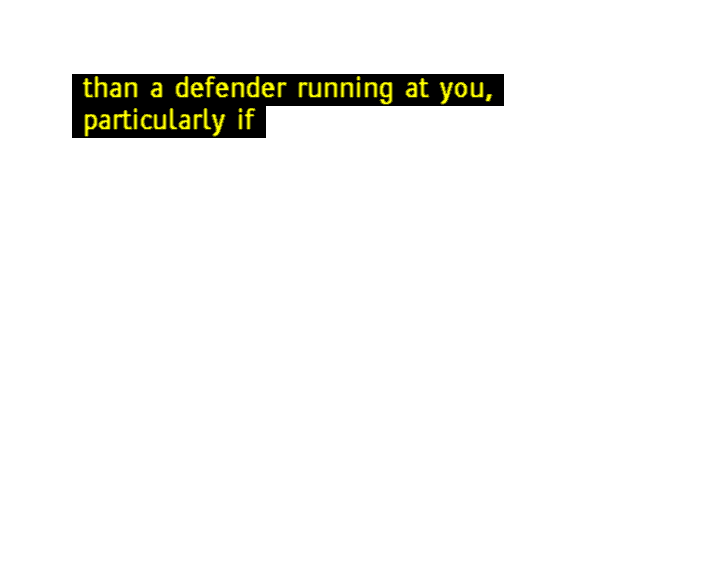 than a defender running at you,
particularly if